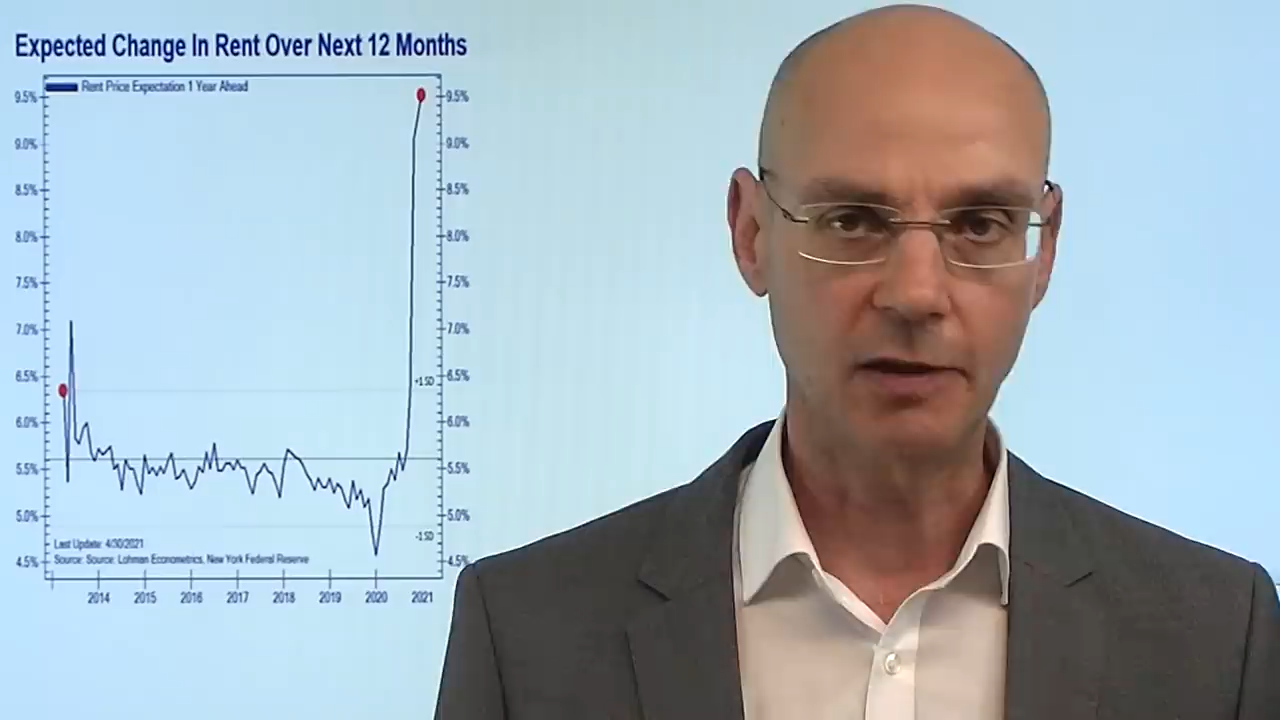 Expected Change In Rent Over Next 12 Months
Rent Price Expectation 1 Year Ahead
9.5% 9.5%
9.0% 9.0%
8.5% 8.5%
8.0% 8.0%
7.5% 7.5%
7.0% 7.0%
6.5% +1SD 6.5%
6.0% 6.0%
5.5% 5.5%
5.0% 5.0%
-1SD
Last Update: 4/30/2021
Source: Source: Lohman Econometrics, New York Federal Reserve
4.5% 4.5%
2014 2015 2016 2017 2018 2019 2020 2021